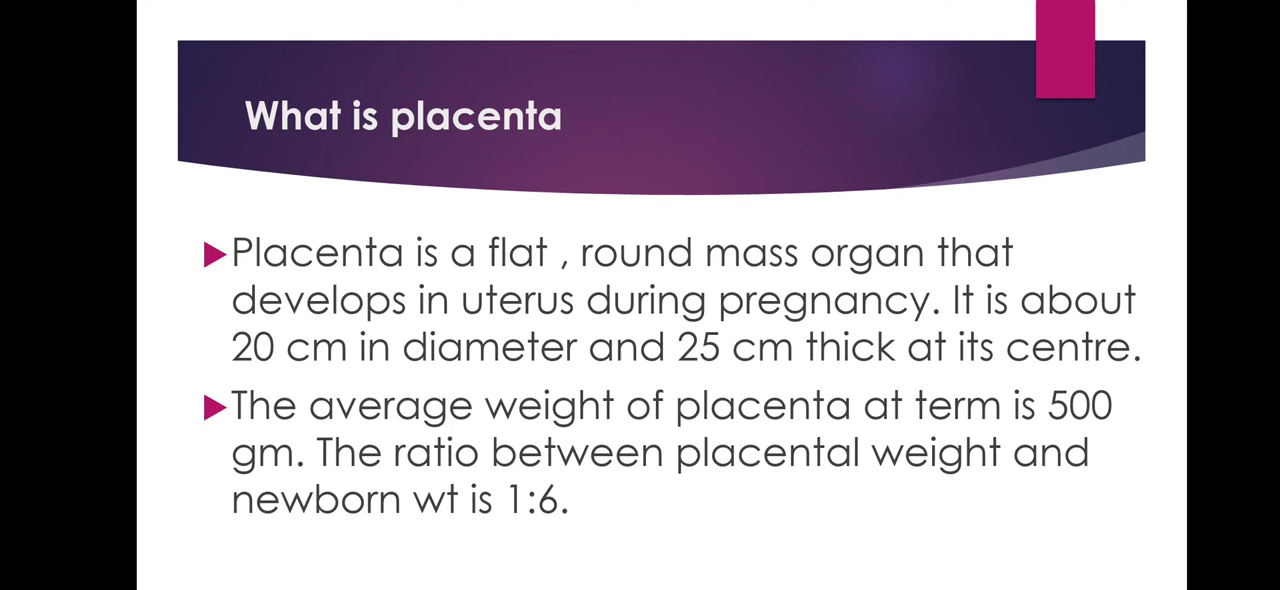 What is placenta
Placenta is a flat , round mass organ that
develops in uterus during pregnancy. It is about
20 cm in diameter and 25 cm thick at its centre.
The average weight of placenta at term is 500
gm. The ratio between placental weight and
newborn wt is 1:6.